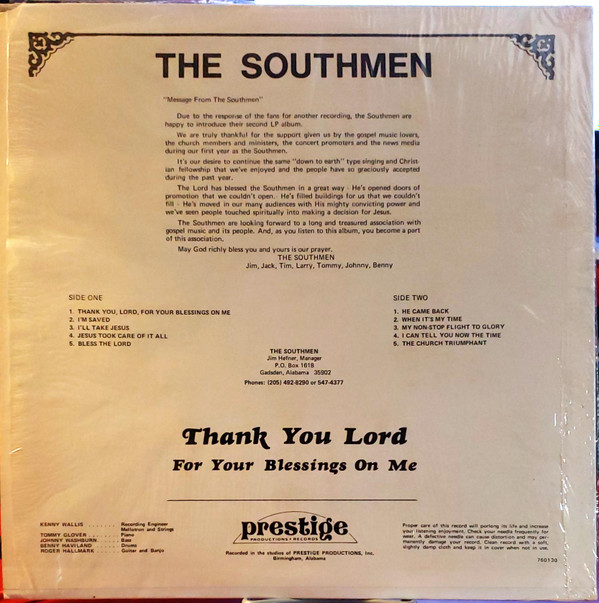 THE SOUTHMEN
"Message From The Southmen"
Due to the response of the fans for another recording, the Southmen are
happy to introduce their second LP album.
We are truly thankful for the support given us by the gospel music lovers,
the church members and ministers, the concert promoters and the news media
during our first year as the Southmen.
It's our desire to continue the same "down to earth" type singing and Christ-
ian fellowship that we've enjoyed and the people have so graciously accepted
during the past year.
The Lord has blessed the Southmen in a great way - He's opened doors of
promotion that we couldn't open. He's filled buildings for us that we couldn't
fill - He's moved in our many audiences with His mighty convicting power and
we've seen people touched spiritually into making a decision for Jesus.
The Southmen are looking forward to a long and treasured association with
gospel music and its people. And, as you listen to this album, you become a part
of this association.
May God richly bless you and yours is our prayer.
THE SOUTHMEN
Jim, Jack, Tim, Larry, Tommy, Johnny, Benny
SIDE ONE
1. THANK YOU, LORD, FOR YOUR BLESSINGS ON ME
2. I'M SAVED
3. I'LL TAKE JESUS
4. JESUS TOOK CARE OF IT ALL
5. BLESS THE LORD
SIDE TWO
1. HE CAME BACK
2. WHEN IT'S MY TIME
3. MY NON-STOP FLIGHT TO GLORY
4. I CAN TELL YOU NOW THE TIME
5. THE CHURCH TRIUMPHANT
THE SOUTHMEN
Jim Hefner, Manager
P.O. Box 1618
Gadsden, Alabama 35902
Phones: (205) 492-8290 or 547-4377
Thank You Lord
For Your Blessings On Me
KENNY WALLIS . . . . . . . Recording Engineer
Mellotron and Strings
TOMMY GLOVER . . . . . . Piano
JOHNNY WASHBURN . . . . Bass
BENNY HAVILAND . . . . . Drums
ROGER HALLMARK . . . . . Guitar and Banjo
prestige
PRODUCTIONS • RECORDS
Recorded in the studios of PRESTIGE PRODUCTIONS, Inc.
Birmingham, Alabama
Proper care of this record will prolong its life and increase
your listening enjoyment. Check your needle frequently for
wear. A defective needle can cause distortion and may per-
manently damage your record. Clean record with a soft,
slightly damp cloth and keep it in cover when not in use.
760130